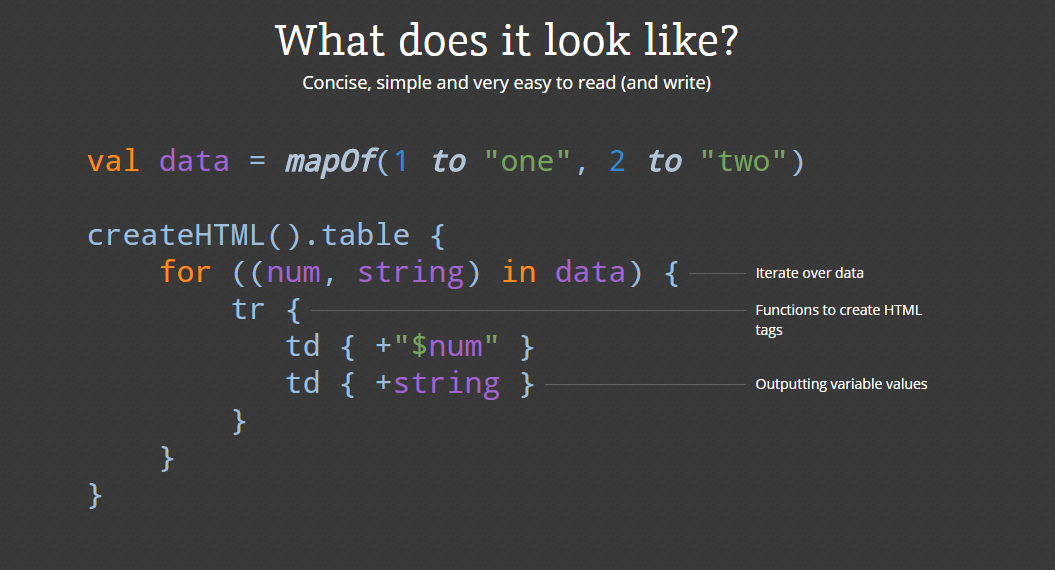 What does it look like?
Concise, simple and very easy to read (and write)
val data = mapOf(1 to "one", 2 to "two")
createHTML().table {
for ((num, string) in data) {
Iterate over data
tr {
Functions to create HTML
tags
td { +"$num" }
td { +string }
Outputting variable values
}
}
}